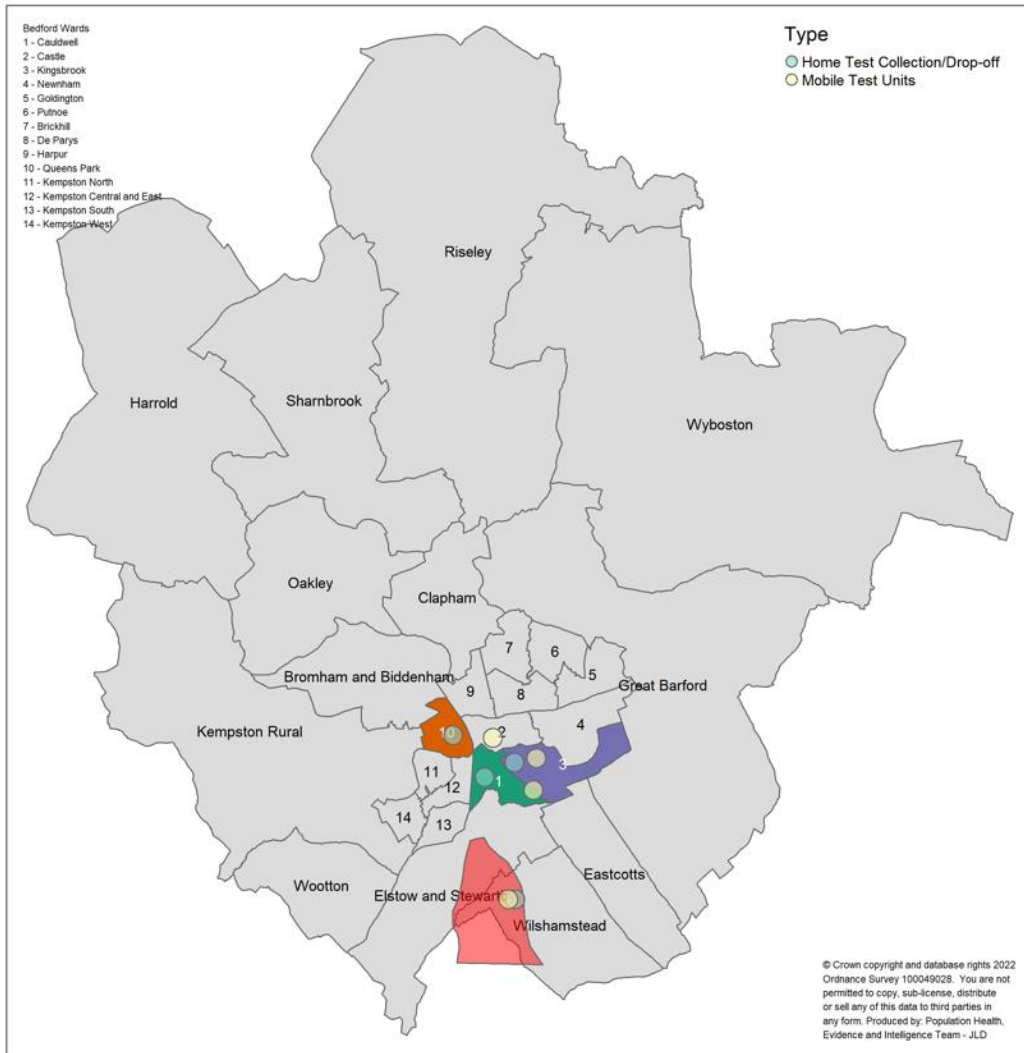 Bedford Wards
1 - Cauldwell
2 - Castle
3 - Kingsbrook
4 - Newnham
5 - Goldington
6 - Putnoe
7 - Brickhill
8 - De Parys
9 - Harpur
10 - Queens Park
11 - Kempston North
12 - Kempston Central and East
13 - Kempston South
14 - Kempston West
Type
Home Test Collection/Drop-off
Mobile Test Units
Riseley
Harrold
Sharnbrook
Wyboston
Oakley
Clapham
7
6
5
Bromham and Biddenham
9
8
Great Barford
Kempston Rural
10
2
4
3
11
12
1
14
13
Wootton
Elstow and Stewart
Eastcotts
Wilshamstead
© Crown copyright and database rights 2022
Ordnance Survey 100049028. You are not
permitted to copy, sub-license, distribute
or sell any of this data to third parties in
any form. Produced by: Population Health,
Evidence and Intelligence Team - JLD